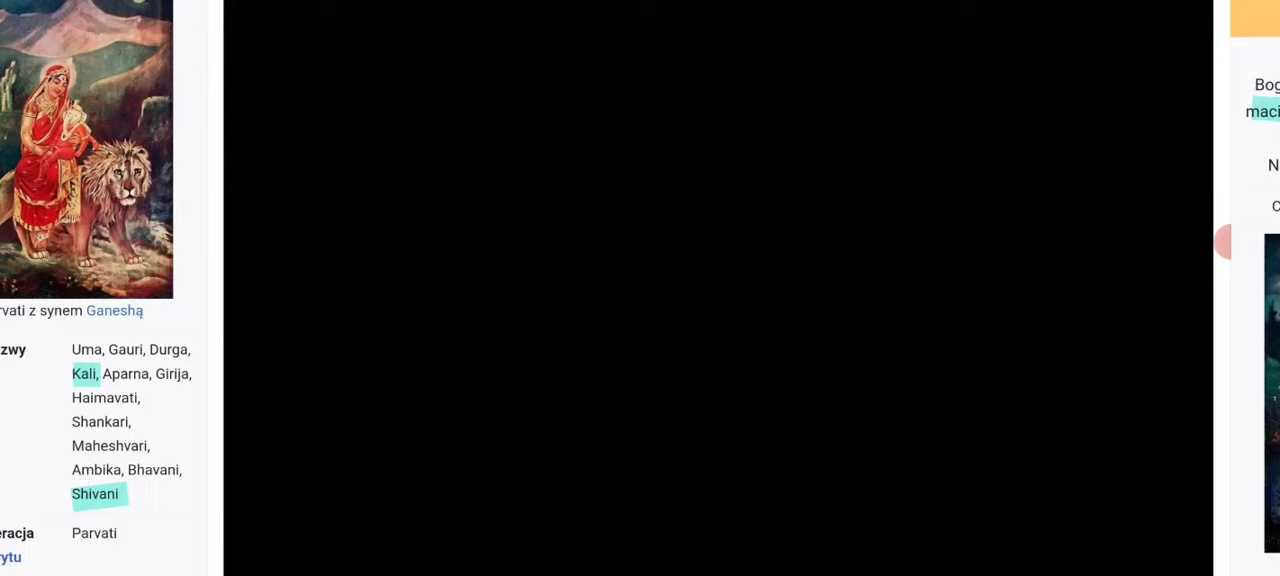 rvati z synem Ganeshą
zwy
Uma, Gauri, Durga,
Kali, Aparna, Girija,
Haimavati,
Shankari,
Maheshvari,
Ambika, Bhavani,
Shivani
eracja
Parvati
ytu
Bog
maci
N